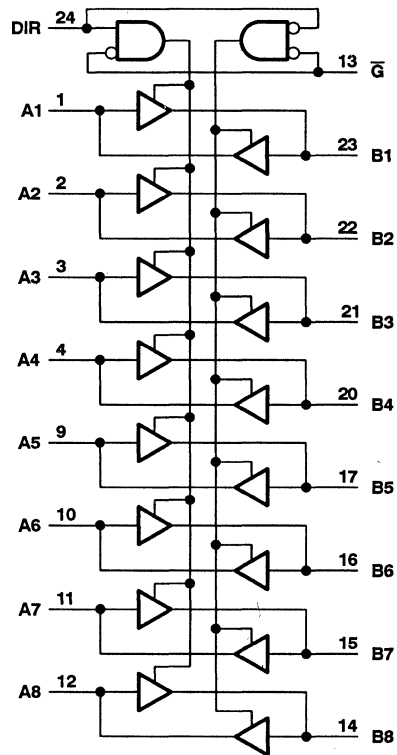 DIR 24
13 G̅
A1 1
23 B1
A2 2
22 B2
A3 3
21 B3
A4 4
20 B4
A5 9
17 B5
A6 10
16 B6
A7 11
15 B7
A8 12
14 B8